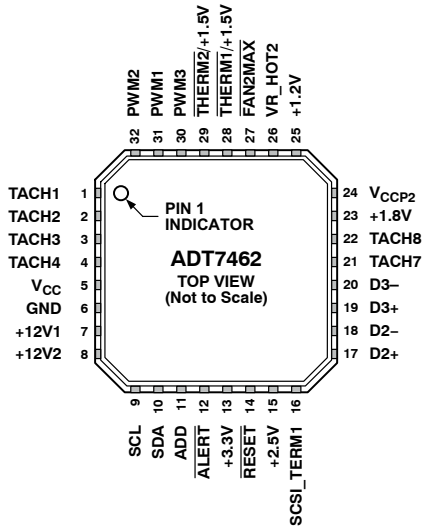 32 PWM2
31 PWM1
30 PWM3
29 THERM2/+1.5V
28 THERM1/+1.5V
27 FAN2MAX
26 VR_HOT2
25 +1.2V
TACH1 1
TACH2 2
TACH3 3
TACH4 4
VCC 5
GND 6
+12V1 7
+12V2 8
PIN 1
INDICATOR
ADT7462
TOP VIEW
(Not to Scale)
24 VCCP2
23 +1.8V
22 TACH8
21 TACH7
20 D3–
19 D3+
18 D2–
17 D2+
9 SCL
10 SDA
11 ADD
12 ALERT
13 +3.3V
14 RESET
15 +2.5V
16 SCSI_TERM1